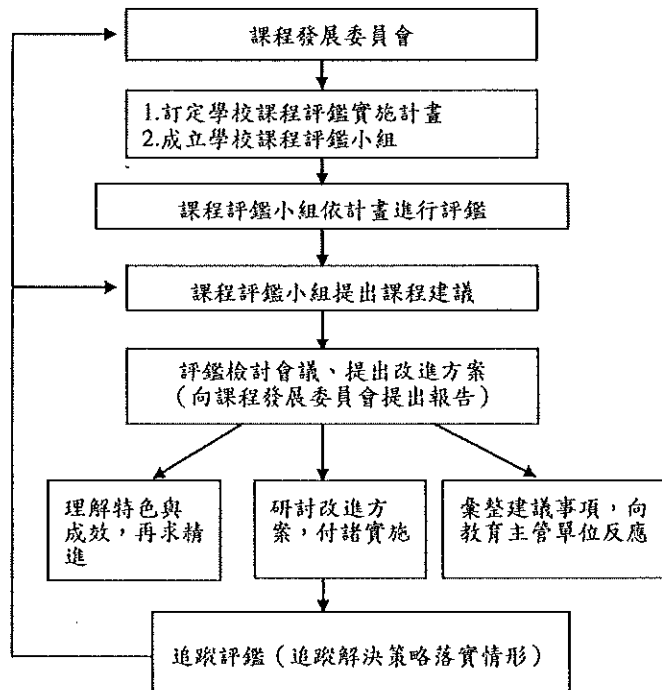 課程發展委員會
1.訂定學校課程評鑑實施計畫
2.成立學校課程評鑑小組
課程評鑑小組依計畫進行評鑑
課程評鑑小組提出課程建議
評鑑檢討會議、提出改進方案
(向課程發展委員會提出報告)
理解特色與
成效，再求精
進
研討改進方
案，付諸實施
彙整建議事項，向
教育主管單位反應
追蹤評鑑(追蹤解決策略落實情形)